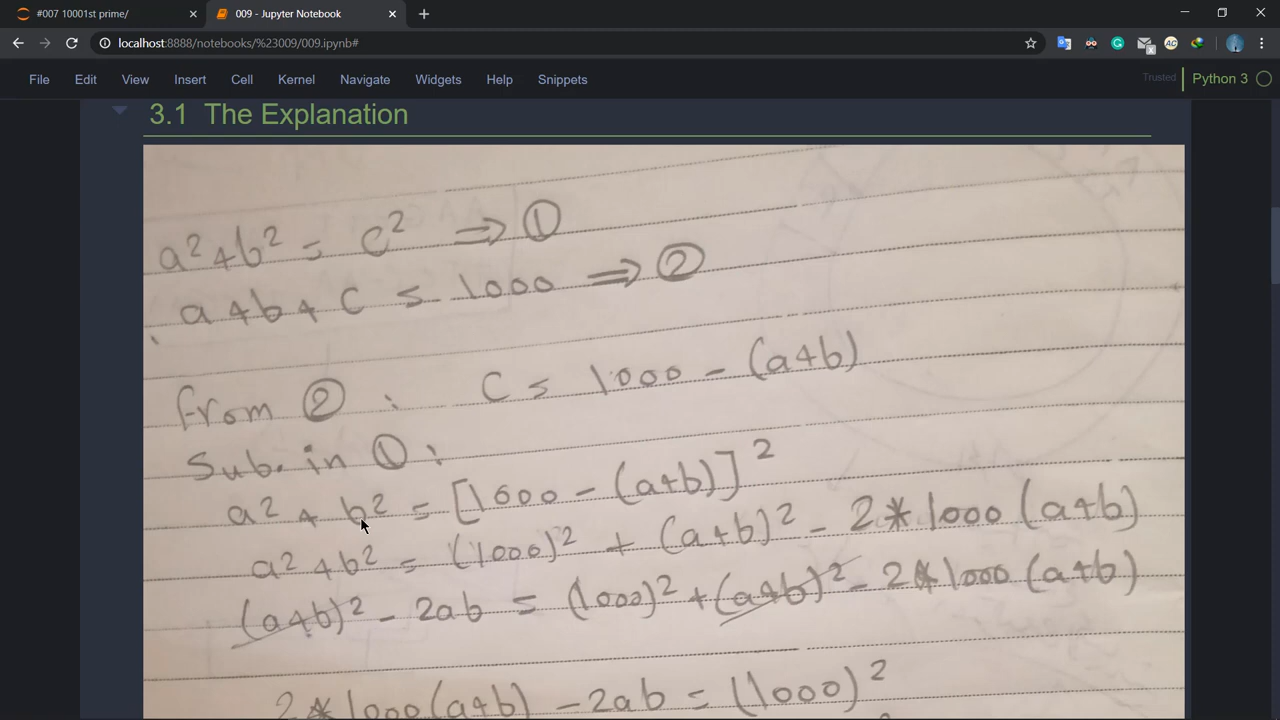 #007 10001st prime/
009 - Jupyter Notebook
localhost:8888/notebooks/%23009/009.ipynb#
File Edit View Insert Cell Kernel Navigate Widgets Help Snippets
Trusted Python 3
3.1 The Explanation
a² + b² = c² ⇒ ①
a + b + c = 1000 ⇒ ②
from ② : c = 1000 - (a+b)
Sub. in ① :
a² + b² = [1000 - (a+b)]²
a² + b² = (1000)² + (a+b)² - 2*1000 (a+b)
(a+b)² - 2ab = (1000)² + (a+b)² - 2*1000 (a+b)
2*1000(a+b) - 2ab = (1000)²